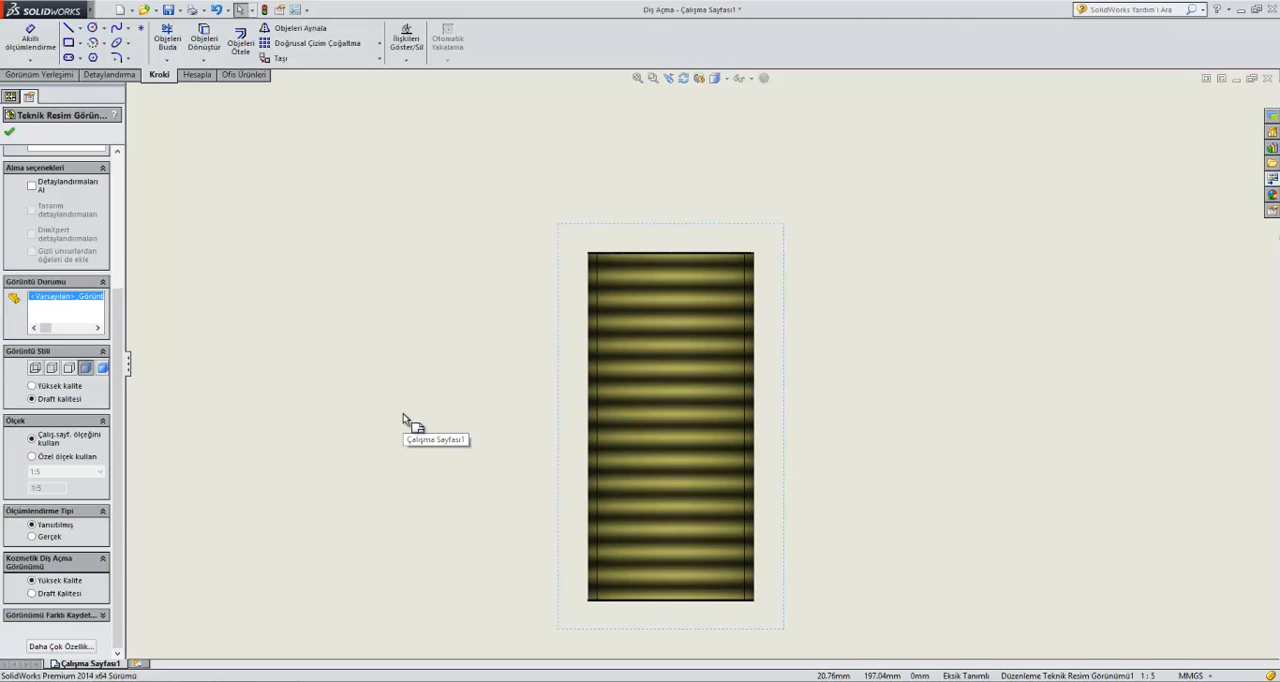 SOLIDWORKS
Diş Açma - Çalışma Sayfası1 *
SolidWorks Yardım'ı Ara
Akıllı ölçümlendirme
Objeleri Buda
Objeleri Dönüştür
Objeleri Ötele
Objeleri Aynala
Doğrusal Çizim Çoğaltma
Taşı
İlişkileri Göster/Sil
Otomatik Yakalama
Görünüm Yerleşimi
Detaylandırma
Kroki
Hesapla
Ofis Ürünleri
Teknik Resim Görün...
Alma seçenekleri
Detaylandırmaları
Al
Tasarım
detaylandırmaları
DimXpert
detaylandırmaları
Gizli unsurlardan
öğeleri de ekle
Görüntü Durumu
<Varsayılan>_Görünt
Görüntü Stili
Yüksek kalite
Draft kalitesi
Ölçek
Çalış.sayf. ölçeğini
kullan
Özel ölçek kullan
1:5
1:5
Ölçümlendirme Tipi
Yansıtılmış
Gerçek
Kozmetik Diş Açma
Görünümü
Yüksek Kalite
Draft Kalitesi
Görünümü Farklı Kaydet...
Daha Çok Özellik...
Çalışma Sayfası1
Çalışma Sayfası1
SolidWorks Premium 2014 x64 Sürümü
20.76mm
197.04mm
0mm
Eksik Tanımlı
Düzenleme Teknik Resim Görünümü1
1 : 5
MMGS